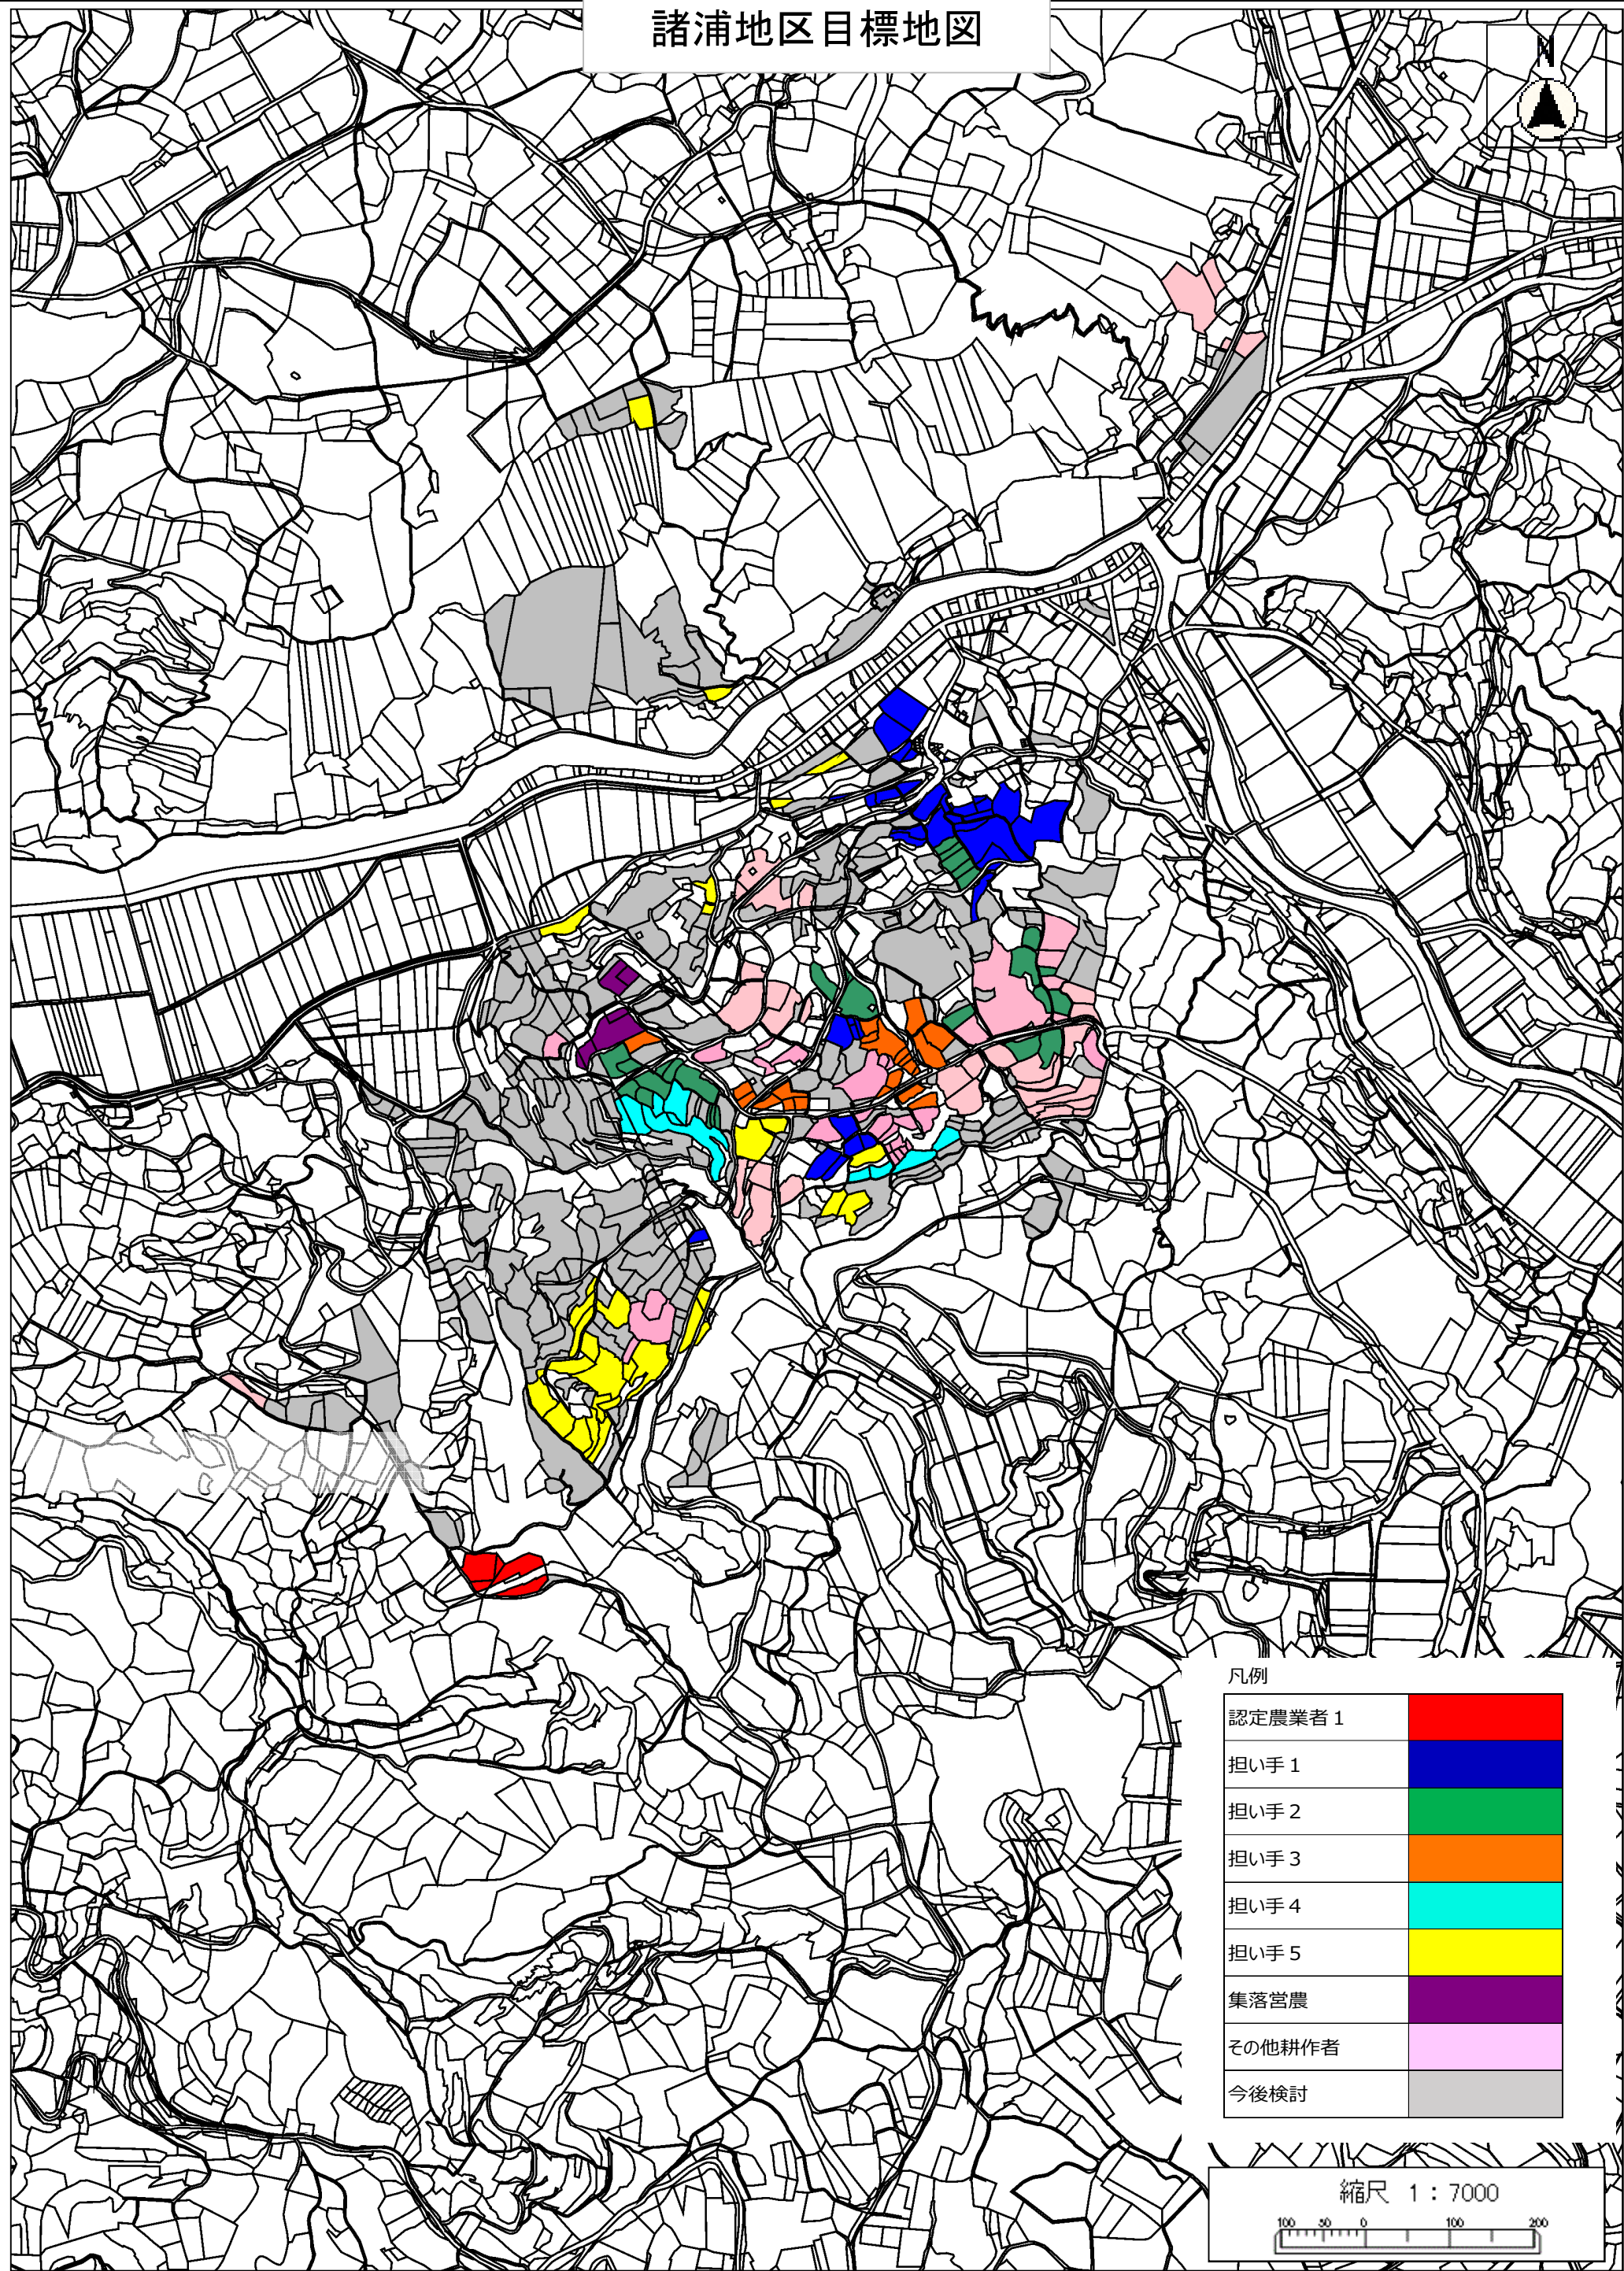 諸浦地区目標地図
N
凡例
認定農業者1
担い手1
担い手2
担い手3
担い手4
担い手5
集落営農
その他耕作者
今後検討
縮尺 1:7000
100 50 0 100 200